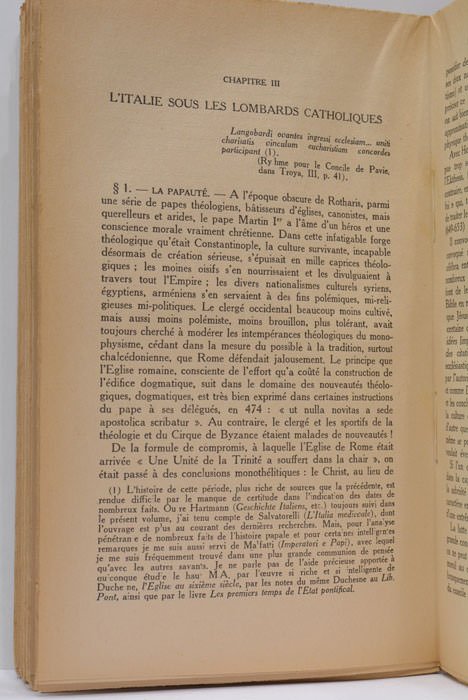 CHAPITRE III
L'ITALIE SOUS LES LOMBARDS CATHOLIQUES
Langobardi ovantes ingressi ecclesiam... uniti
charitatis vinculum eucharistiam concordes
participant (1).
(Ry hme pour le Concile de Pavie,
dans Troya, III, p. 41).
§ 1. — LA PAPAUTÉ. — A l'époque obscure de Rotharis, parmi
une série de papes théologiens, bâtisseurs d'églises, canonistes, mais
querelleurs et arides, le pape Martin Ier a l'âme d'un héros et une
conscience morale vraiment chrétienne. Dans cette infatigable forge
théologique qu'était Constantinople, la culture survivante, incapable
désormais de création sérieuse, s'épuisait en mille caprices théolo-
giques ; les moines oisifs s'en nourrissaient et les divulguaient à
travers tout l'Empire ; les divers nationalismes culturels syriens,
égyptiens, arméniens s'en servaient à des fins polémiques, mi-reli-
gieuses mi-politiques. Le clergé occidental beaucoup moins cultivé,
mais aussi moins polémiste, moins brouillon, plus tolérant, avait
toujours cherché à modérer les intempérances théologiques du mono-
physisme, cédant dans la mesure du possible à la tradition, surtout
chalcédonienne, que Rome défendait jalousement. Le principe que
l'Eglise romaine, consciente de l'effort qu'a coûté la construction de
l'édifice dogmatique, suit dans le domaine des nouveautés théolo-
giques, dogmatiques, est très bien exprimé dans certaines instructions
du pape à ses délégués, en 474 : « ut nulla novitas a sede
apostolica scribatur ». Au contraire, le clergé et les sportifs de la
théologie et du Cirque de Byzance étaient malades de nouveautés !
De la formule de compromis, à laquelle l'Eglise de Rome était
arrivée « Une Unité de la Trinité a souffert dans la chair », on
était passé à des conclusions monothélitiques : le Christ, au lieu de
(1) L'histoire de cette période, plus riche de sources que la précédente, est
rendue difficile par le manque de certitude dans l'indication des dates de
nombreux faits. Ou re Hartmann (Geschichte Italiens, etc.) toujours suivi dans
le présent volume, j'ai tenu compte de Salvatorelli (L'Italia medioevale), dont
l'ouvrage est plus au courant des dernières recherches. Mais, pour l'ana'yse
pénétran e de nombreux faits de l'histoire papale et pour certaines intelligentes
remarques je me suis aussi servi de Ma'fatti (Imperatori e Papi), avec lequel
je me suis fréquemment trouvé dans une plus grande communion de pensée
qu'avec les autres savants. Je ne parle pas de l'aide précieuse apportée à
quiconque étudie le haut M.A. par l'œuvre si riche et si intelligente de
Duchesne, l'Eglise au sixième siècle, par les notes du même Duchesne au Lib.
Pont, ainsi que par le livre Les premiers temps de l'Etat pontifical.